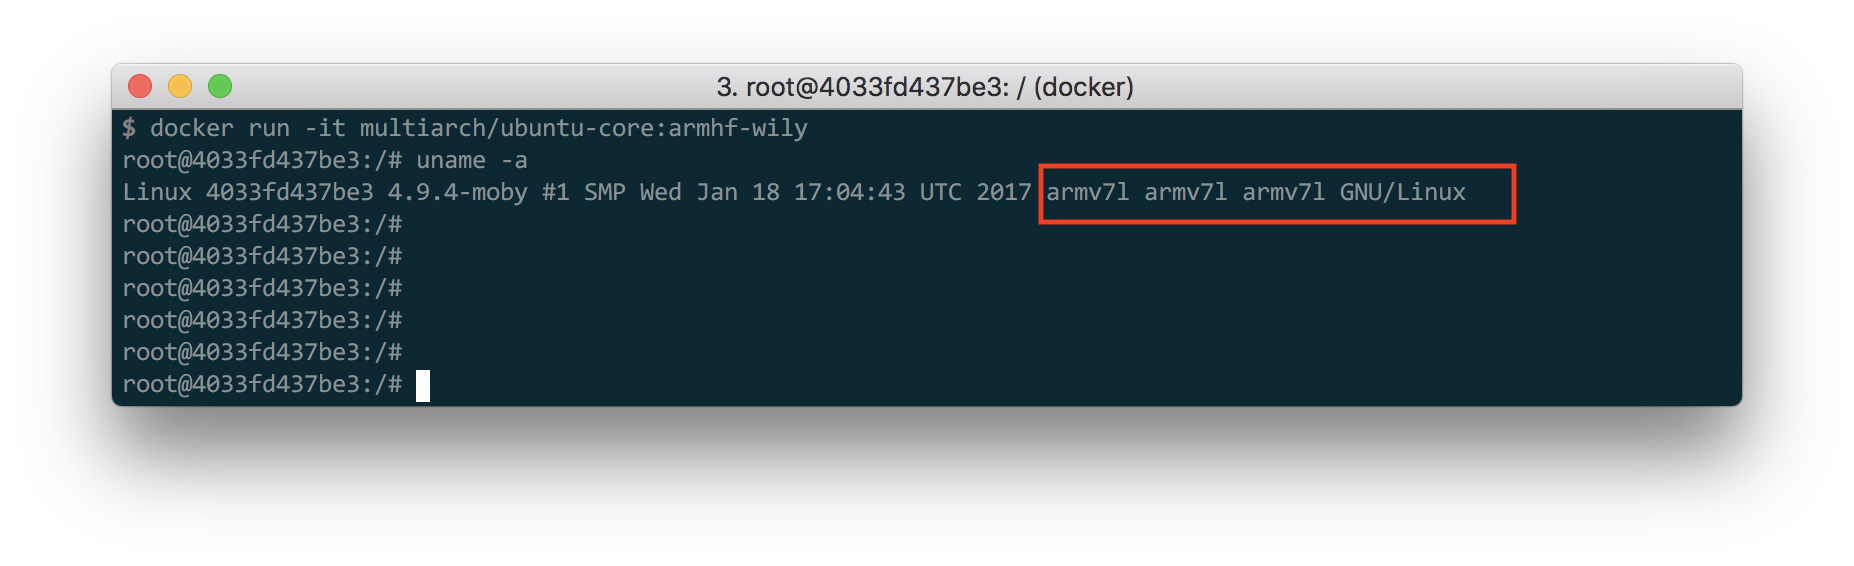 3. root@4033fd437be3: / (docker)
$ docker run -it multiarch/ubuntu-core:armhf-wily
root@4033fd437be3:/# uname -a
Linux 4033fd437be3 4.9.4-moby #1 SMP Wed Jan 18 17:04:43 UTC 2017 armv7l armv7l armv7l GNU/Linux
root@4033fd437be3:/#
root@4033fd437be3:/#
root@4033fd437be3:/#
root@4033fd437be3:/#
root@4033fd437be3:/#
root@4033fd437be3:/#